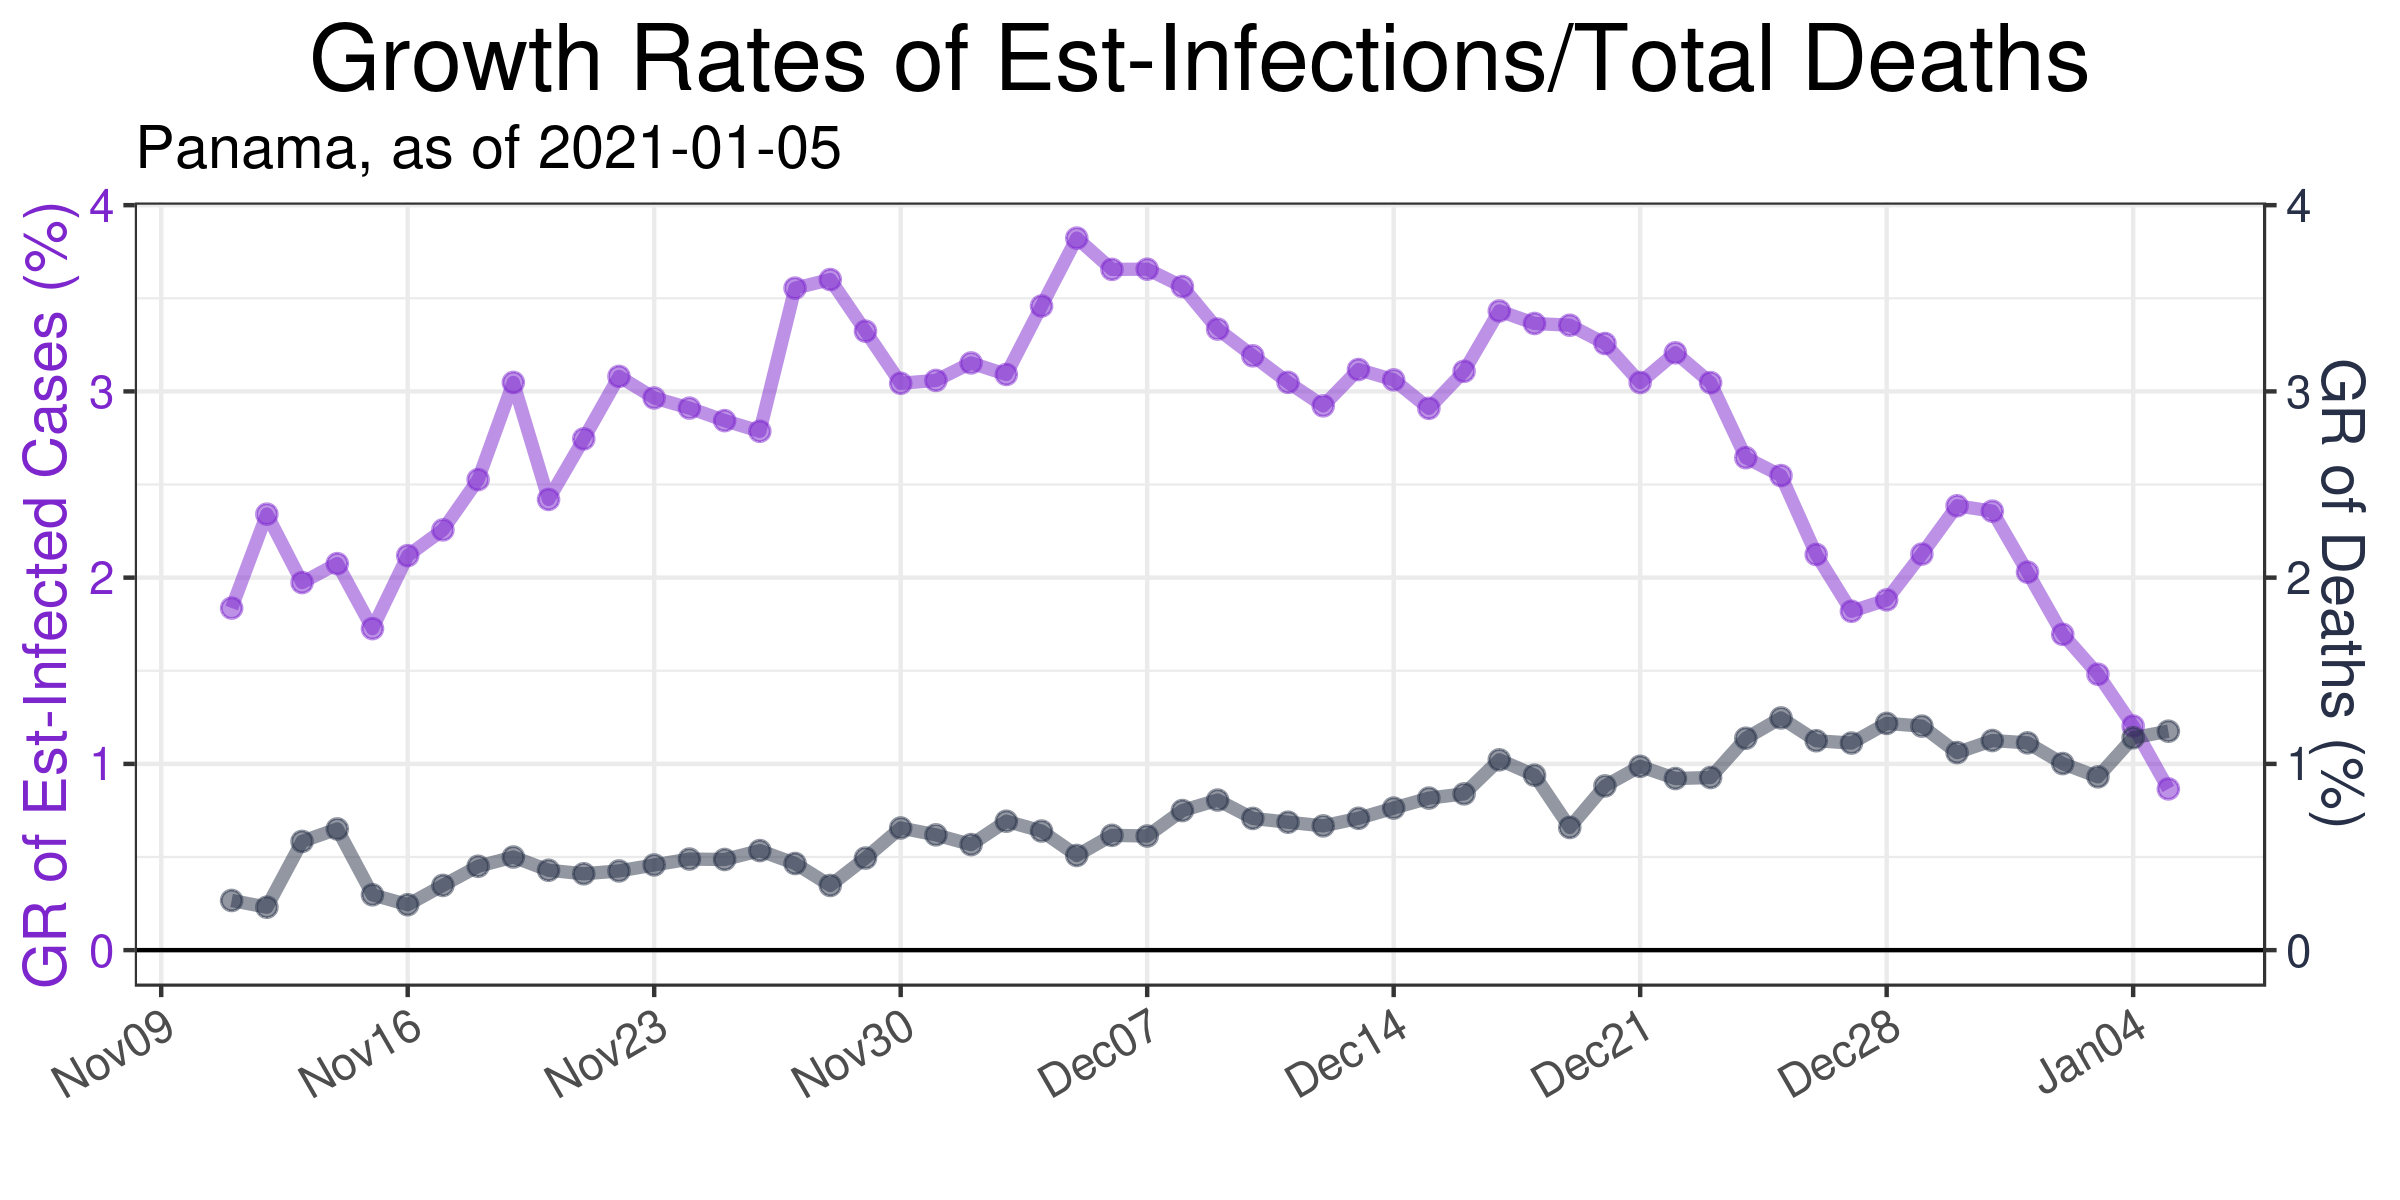 Growth Rates of Est-Infections/Total Deaths
Panama, as of 2021-01-05
GR of Est-Infected Cases (%)
4
3
2
1
0
4
3
2
1
0
GR of Deaths (%)
Nov09
Nov16
Nov23
Nov30
Dec07
Dec14
Dec21
Dec28
Jan04